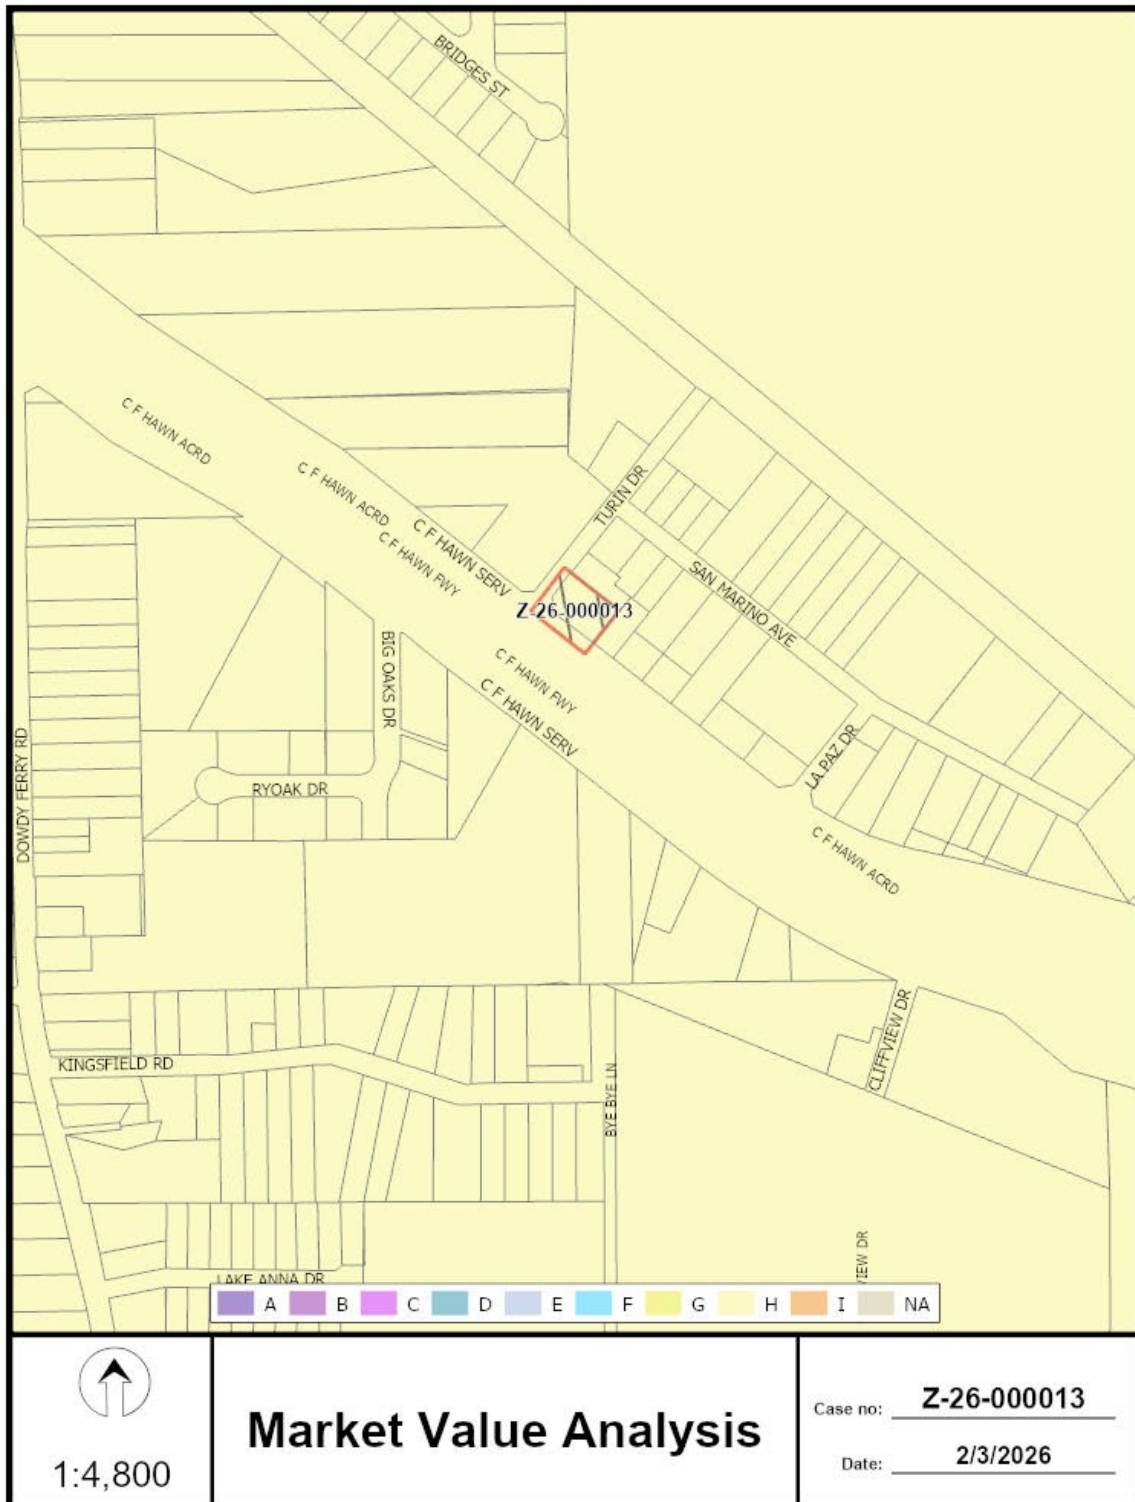 BRIDGES ST
C F HAWN ACRD
C F HAWN ACRD
C F HAWN SERV
C F HAWN FWY
TURIN DR
SAN MARINO AVE
Z-26-000013
BIG OAKS DR
C F HAWN FWY
C F HAWN SERV
DOWDY FERRY RD
RYOAK DR
LA PAZ DR
C F HAWN ACRD
CLIFFVIEW DR
KINGSFIELD RD
BYE BYE LN
VIEW DR
LAKE ANNA DR
A B C D E F G H I NA
1:4,800
Market Value Analysis
Case no: Z-26-000013
Date: 2/3/2026